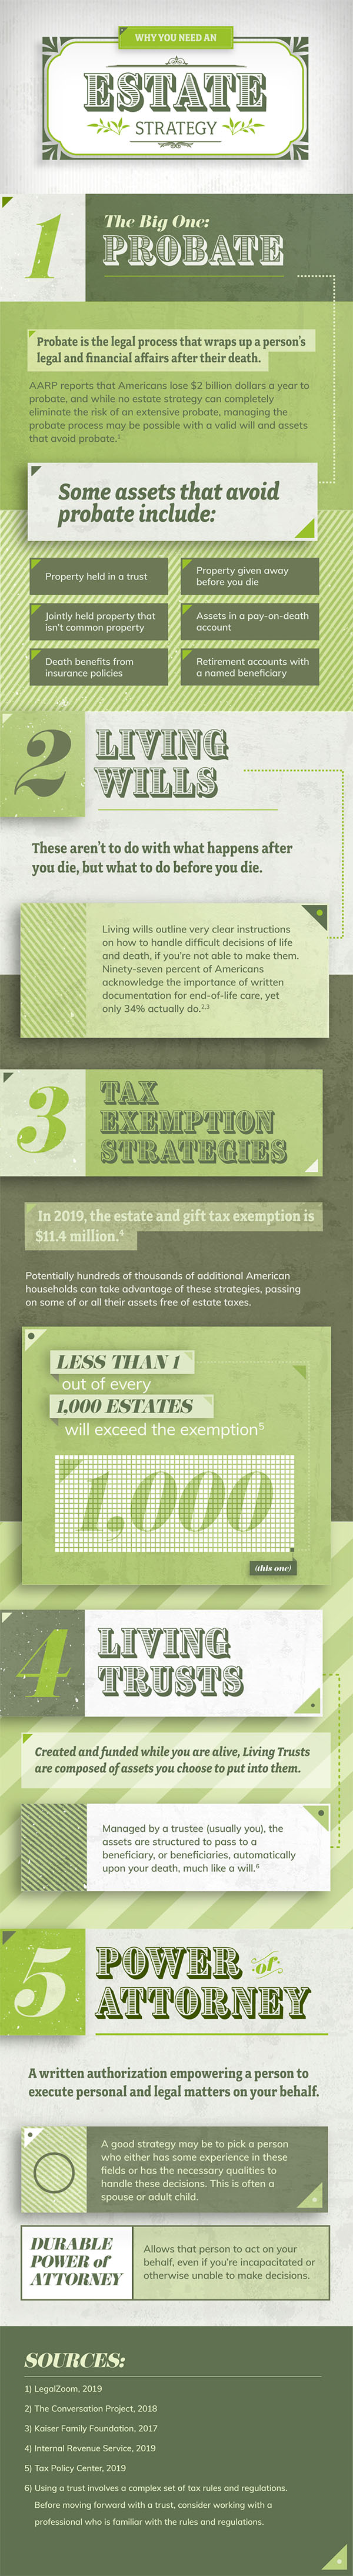 WHY YOU NEED AN
ESTATE
STRATEGY
1
The Big One:
PROBATE
Probate is the legal process that wraps up a person's
legal and financial affairs after their death.
AARP reports that Americans lose $2 billion dollars a year to
probate, and while no estate strategy can completely
eliminate the risk of an extensive probate, managing the
probate process may be possible with a valid will and assets
that avoid probate.1
Some assets that avoid
probate include:
Property held in a trust
Property given away
before you die
Jointly held property that
isn't common property
Assets in a pay-on-death
account
Death benefits from
insurance policies
Retirement accounts with
a named beneficiary
2
LIVING
WILLS
These aren't to do with what happens after
you die, but what to do before you die.
Living wills outline very clear instructions
on how to handle difficult decisions of life
and death, if you're not able to make them.
Ninety-seven percent of Americans
acknowledge the importance of written
documentation for end-of-life care, yet
only 34% actually do.2,3
3
TAX
EXEMPTION
STRATEGIES
In 2019, the estate and gift tax exemption is
$11.4 million.4
Potentially hundreds of thousands of additional American
households can take advantage of these strategies, passing
on some of or all their assets free of estate taxes.
LESS THAN 1
out of every
1,000 ESTATES
will exceed the exemption5
1,000
(this one)
4
LIVING
TRUSTS
Created and funded while you are alive, Living Trusts
are composed of assets you choose to put into them.
Managed by a trustee (usually you), the
assets are structured to pass to a
beneficiary, or beneficiaries, automatically
upon your death, much like a will.6
5
POWER of
ATTORNEY
A written authorization empowering a person to
execute personal and legal matters on your behalf.
A good strategy may be to pick a person
who either has some experience in these
fields or has the necessary qualities to
handle these decisions. This is often a
spouse or adult child.
DURABLE
POWER of
ATTORNEY
Allows that person to act on your
behalf, even if you're incapacitated or
otherwise unable to make decisions.
SOURCES:
1) LegalZoom, 2019
2) The Conversation Project, 2018
3) Kaiser Family Foundation, 2017
4) Internal Revenue Service, 2019
5) Tax Policy Center, 2019
6) Using a trust involves a complex set of tax rules and regulations.
Before moving forward with a trust, consider working with a
professional who is familiar with the rules and regulations.